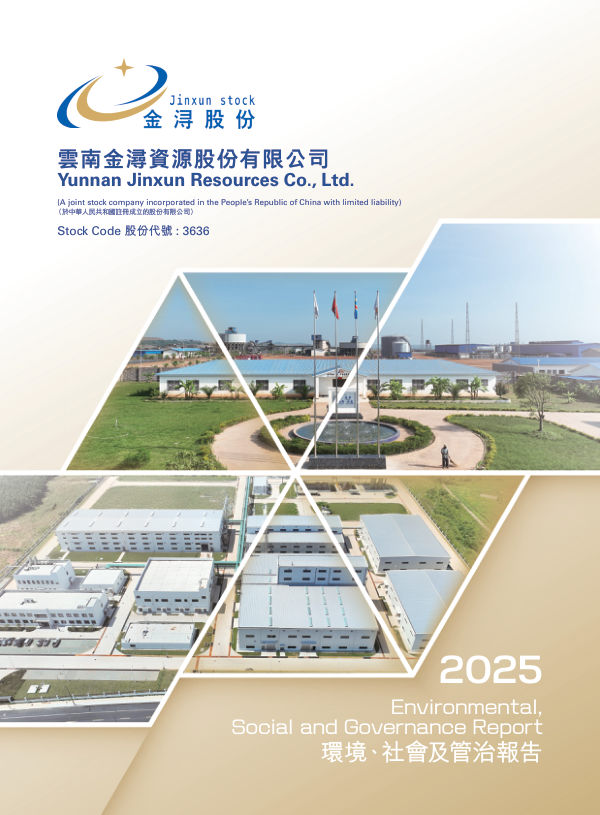 Jinxun stock
金浔股份
雲南金潯資源股份有限公司
Yunnan Jinxun Resources Co., Ltd.
(A joint stock company incorporated in the People's Republic of China with limited liability)
（於中華人民共和國註冊成立的股份有限公司）
Stock Code 股份代號 : 3636
2025
Environmental,
Social and Governance Report
環境、社會及管治報告